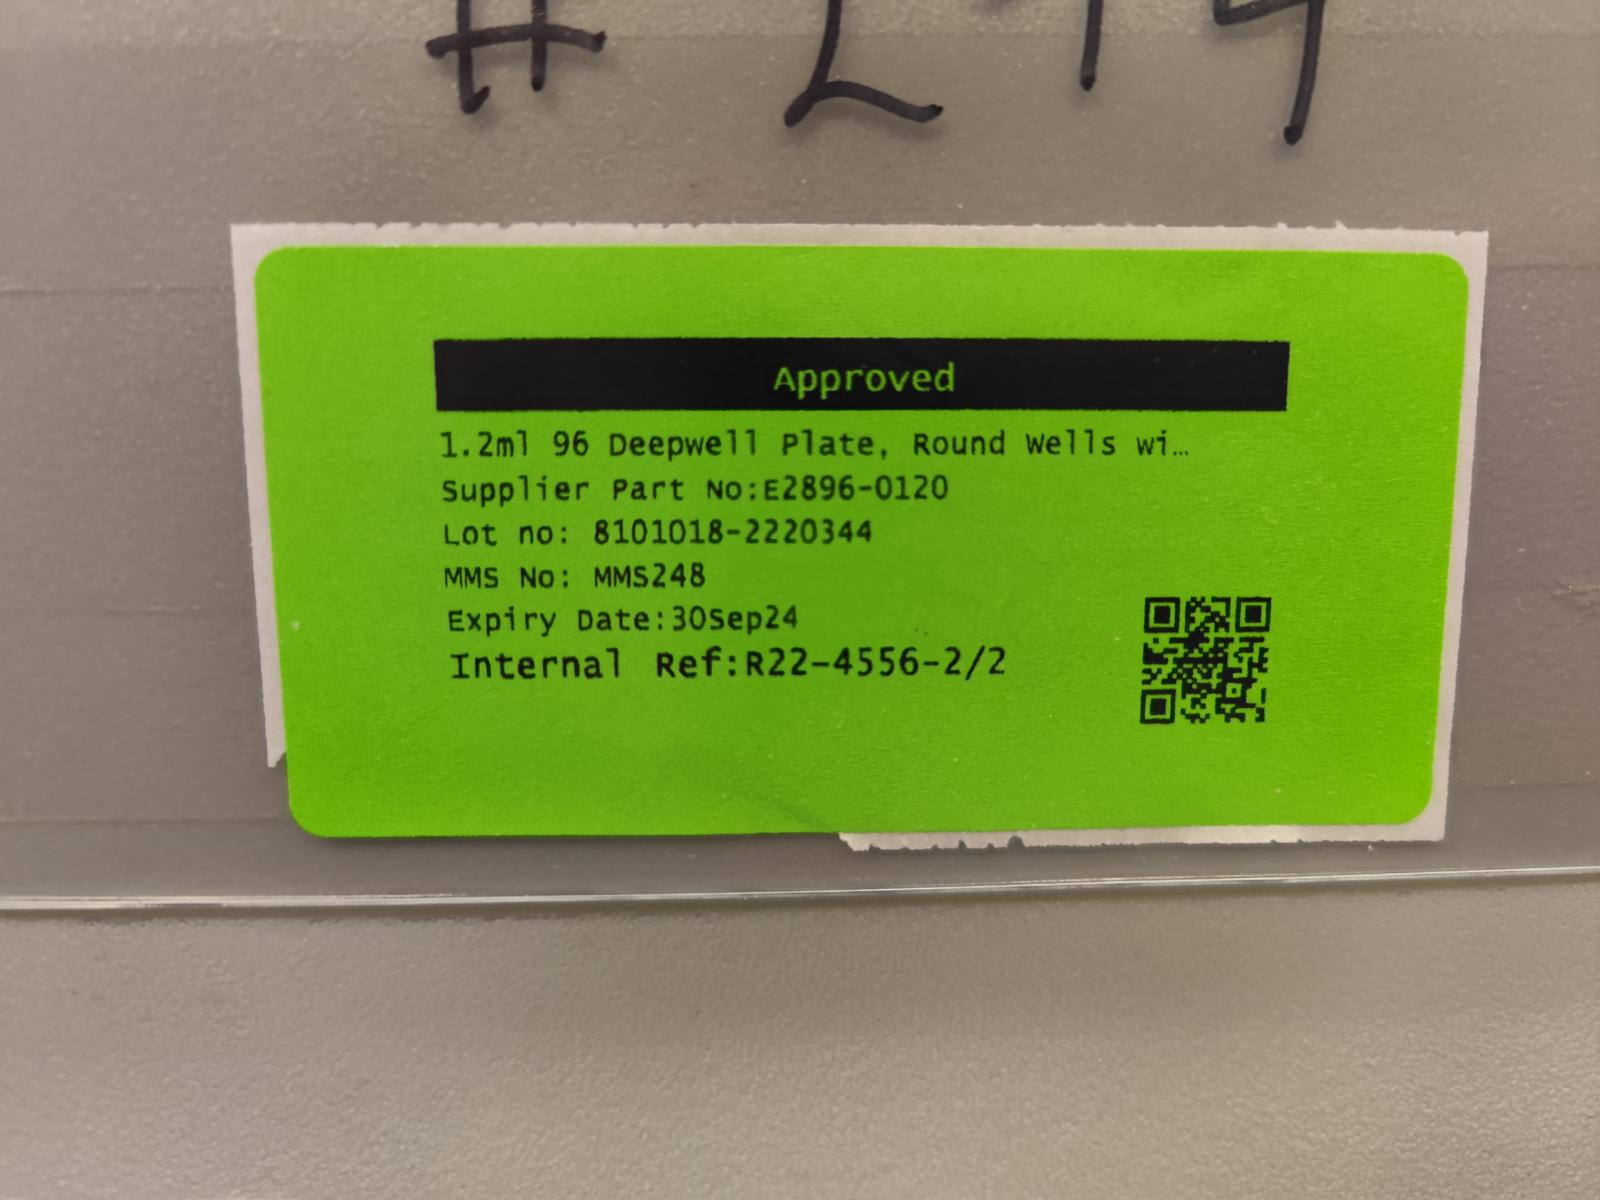 Approved
1.2ml 96 Deepwell Plate, Round Wells wi…
Supplier Part No:E2896-0120
Lot no: 8101018-2220344
MMS No: MMS248
Expiry Date:30Sep24
Internal Ref:R22-4556-2/2